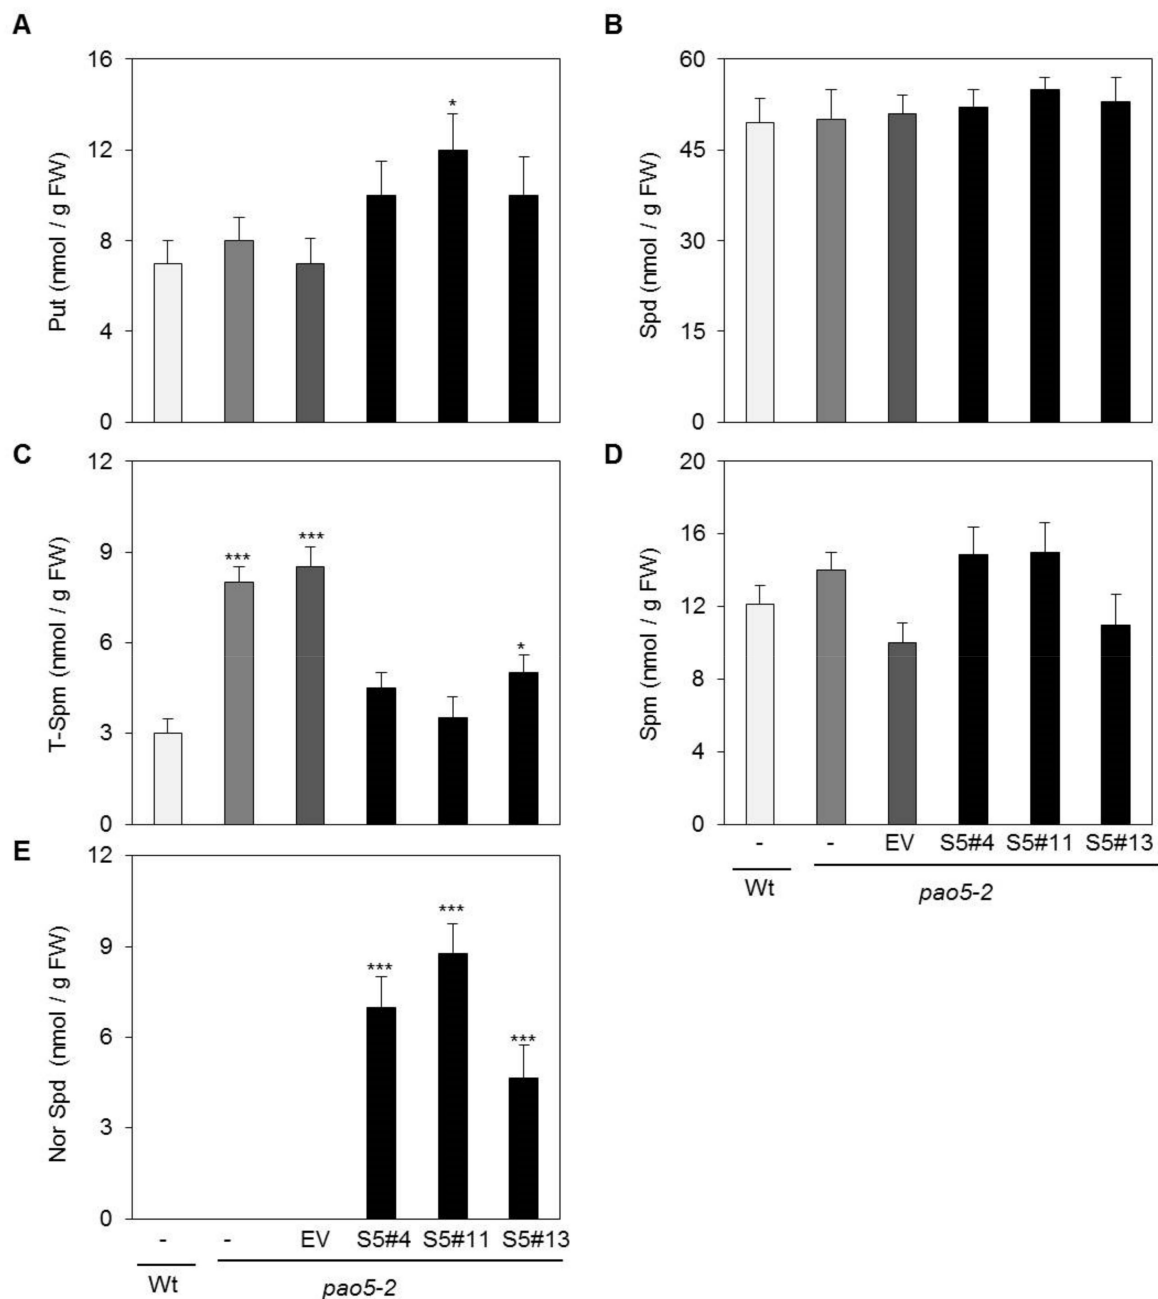 A
Put (nmol / g FW)
16
12
8
4
0
*
B
Spd (nmol / g FW)
60
45
30
15
0
C
T-Spm (nmol / g FW)
12
9
6
3
0
***
***
*
D
Spm (nmol / g FW)
20
16
12
8
4
0
- - EV S5#4 S5#11 S5#13
Wt pao5-2
E
Nor Spd (nmol / g FW)
12
9
6
3
0
***
***
***
- - EV S5#4 S5#11 S5#13
Wt pao5-2